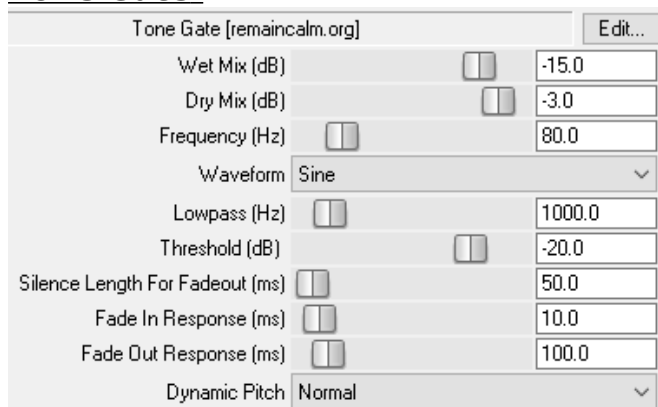 Tone Gate [remaincalm.org] Edit...
Wet Mix (dB) -15.0
Dry Mix (dB) -3.0
Frequency (Hz) 80.0
Waveform Sine
Lowpass (Hz) 1000.0
Threshold (dB) -20.0
Silence Length For Fadeout (ms) 50.0
Fade In Response (ms) 10.0
Fade Out Response (ms) 100.0
Dynamic Pitch Normal